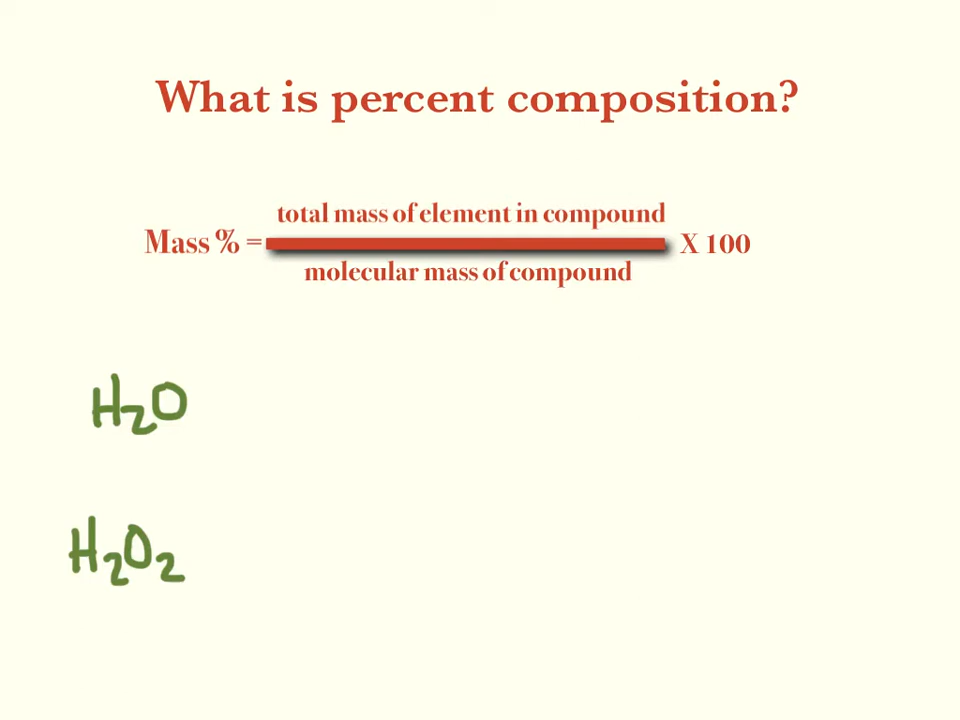 What is percent composition?
total mass of element in compound
Mass % = X 100
molecular mass of compound
H₂O
H₂O₂